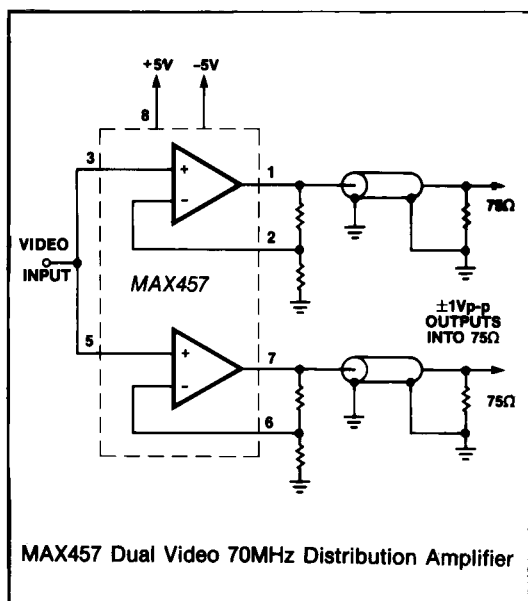 +5V -5V
8
3 + 1
- 2
VIDEO
INPUT
MAX457
75Ω
±1Vp-p
OUTPUTS
INTO 75Ω
5 + 7
- 6
75Ω
MAX457 Dual Video 70MHz Distribution Amplifier